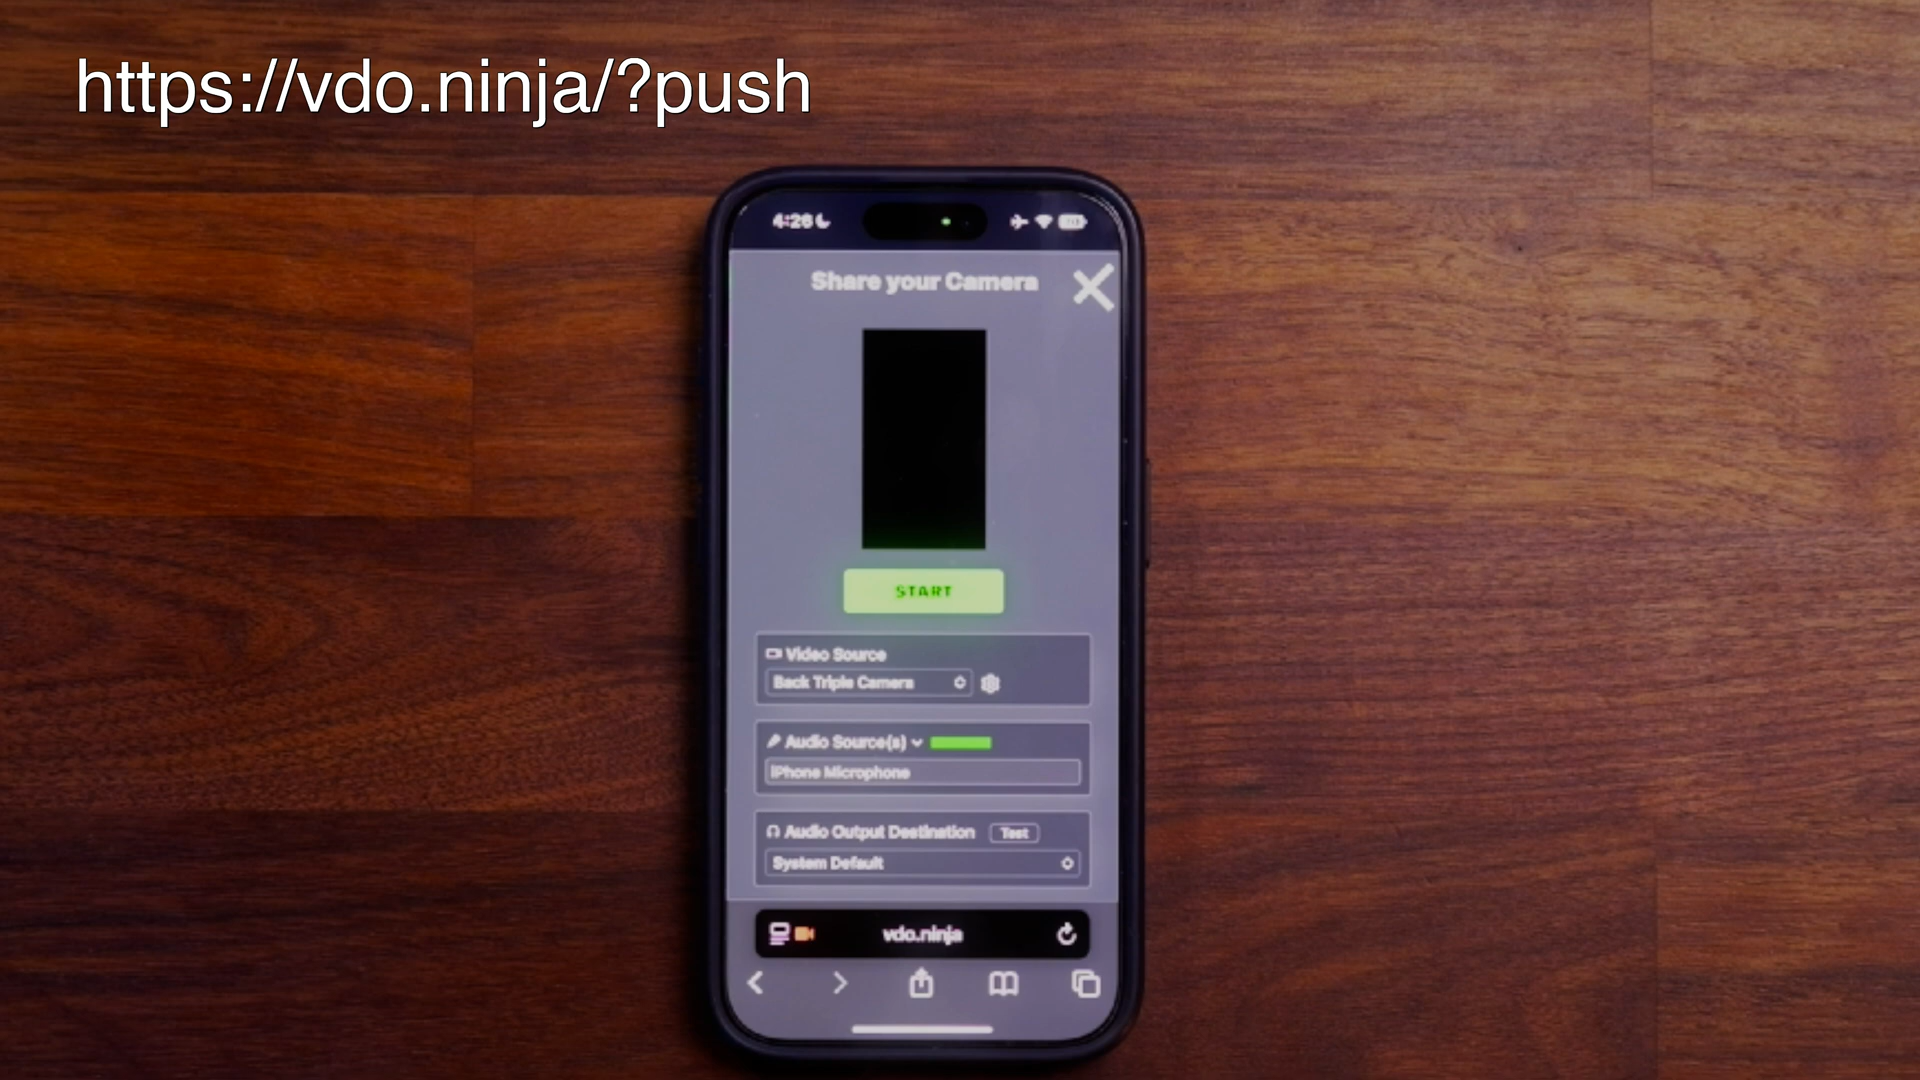 https://vdo.ninja/?push
4:26
Share your Camera
START
Video Source
Back Triple Camera
Audio Source(s)
iPhone Microphone
Audio Output Destination Test
System Default
vdo.ninja